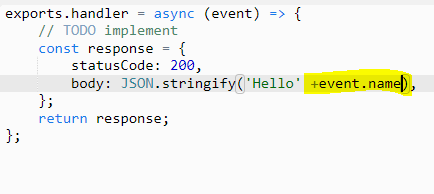 exports.handler = async (event) => {
// TODO implement
const response = {
statusCode: 200,
body: JSON.stringify('Hello' +event.name),
};
return response;
};